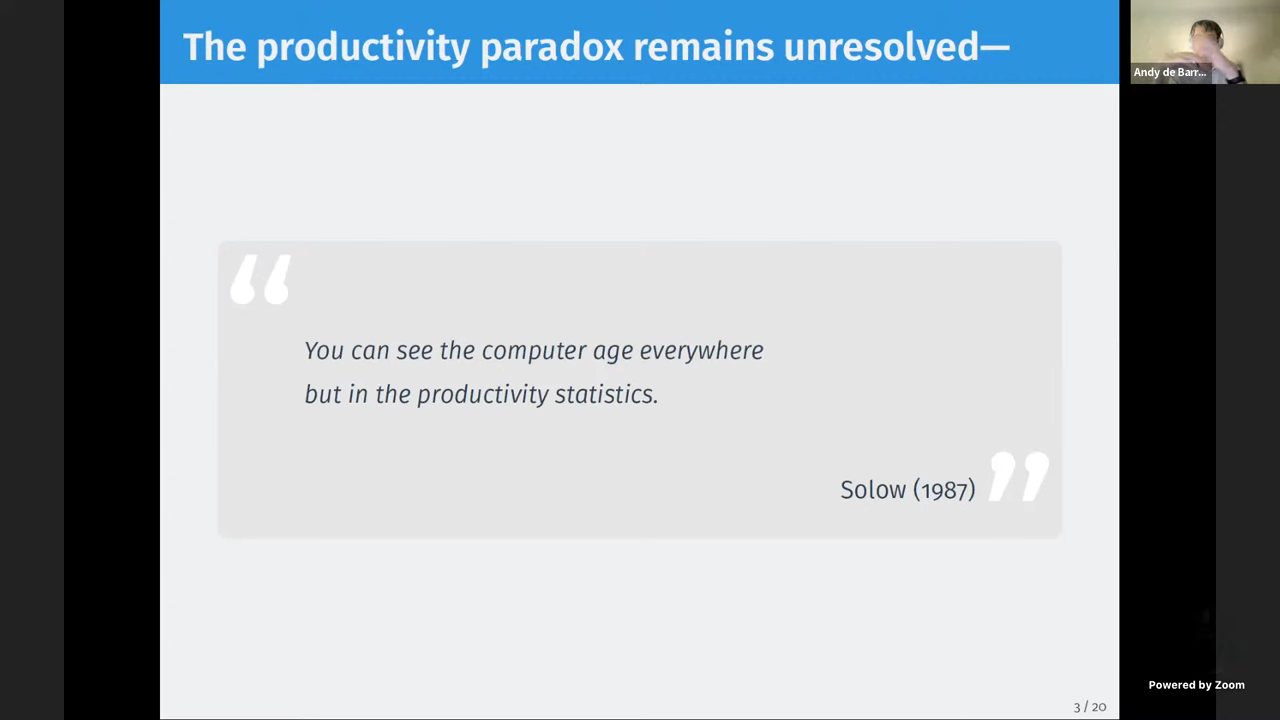 The productivity paradox remains unresolved—
Andy de Barr...
“
You can see the computer age everywhere
but in the productivity statistics.
Solow (1987) ”
Powered by Zoom
3 / 20